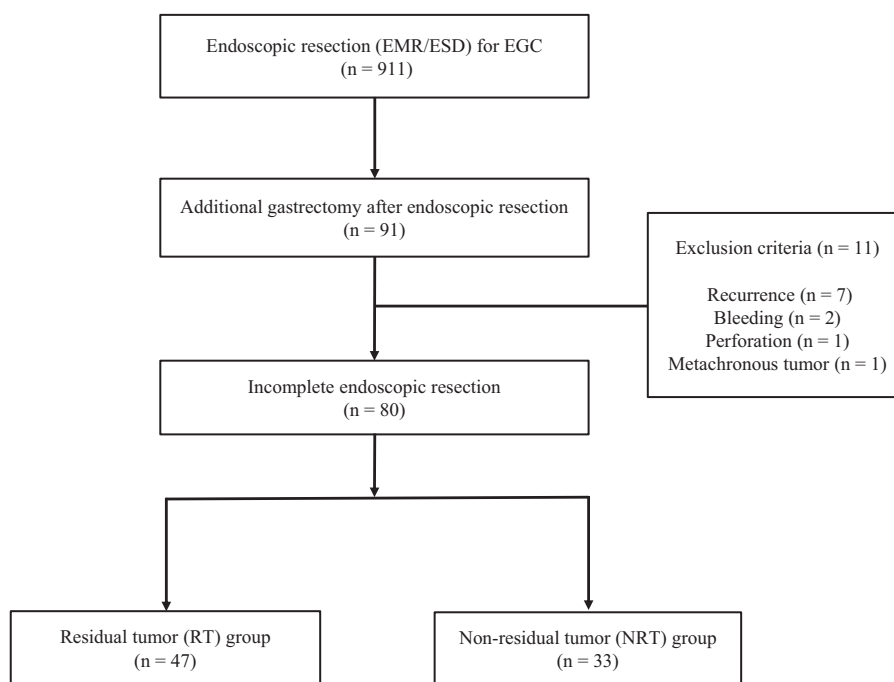 Endoscopic resection (EMR/ESD) for EGC
(n = 911)
Additional gastrectomy after endoscopic resection
(n = 91)
Exclusion criteria (n = 11)
Recurrence (n = 7)
Bleeding (n = 2)
Perforation (n = 1)
Metachronous tumor (n = 1)
Incomplete endoscopic resection
(n = 80)
Residual tumor (RT) group
(n = 47)
Non-residual tumor (NRT) group
(n = 33)